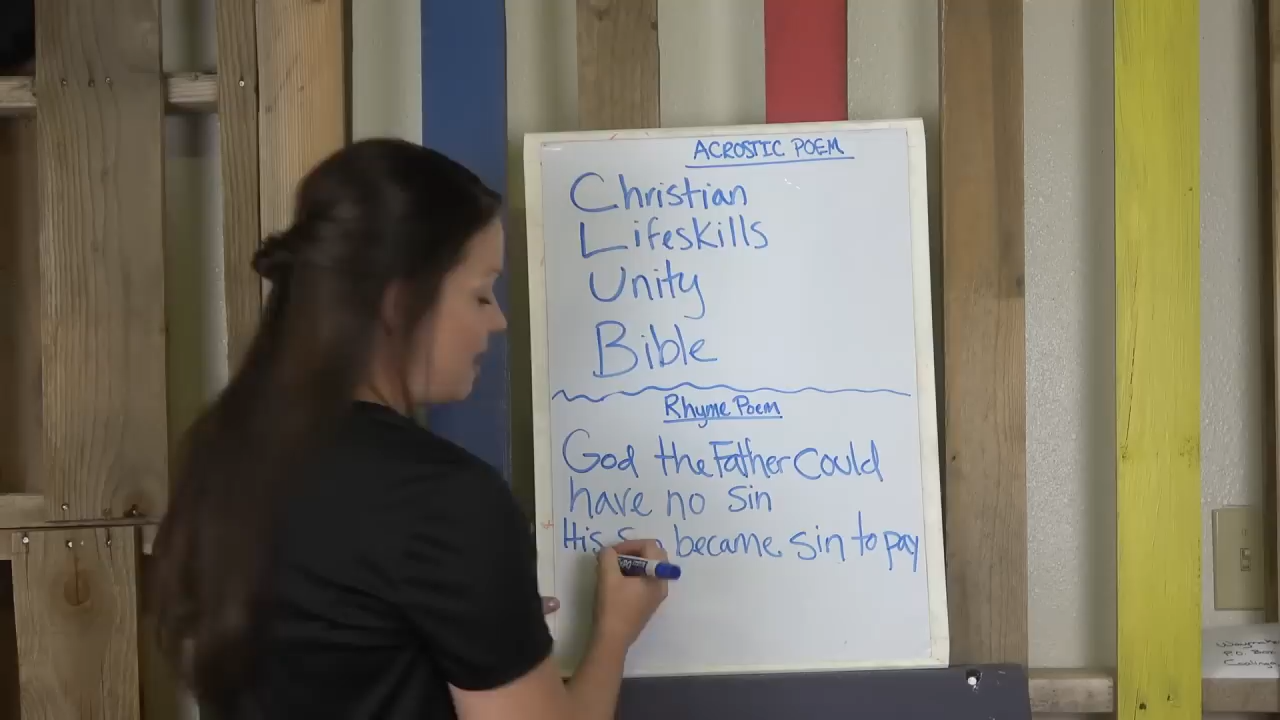 ACROSTIC POEM
Christian
Lifeskills
Unity
Bible
Rhyme Poem
God the Father Could
have no sin
His became sin to pay